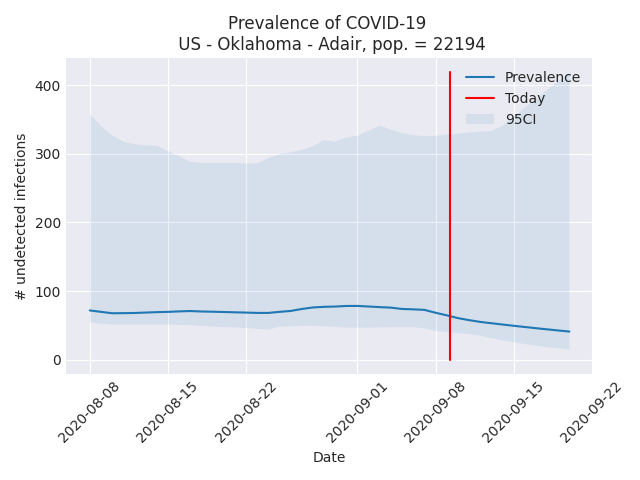 Prevalence of COVID-19
US - Oklahoma - Adair, pop. = 22194
Prevalence
Today
95CI
# undetected infections
400
300
200
100
0
2020-08-08
2020-08-15
2020-08-22
2020-09-01
2020-09-08
2020-09-15
2020-09-22
Date